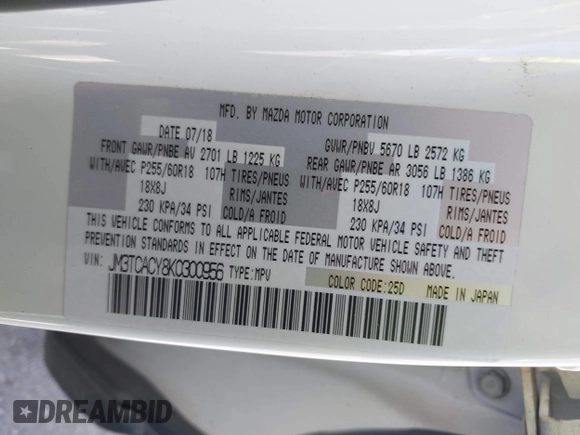 MFD. BY MAZDA MOTOR CORPORATION
DATE 07/18 GVWR/PNBV 5670 LB 2572 KG
FRONT GAWR/PNBE AV 2701 LB 1225 KG REAR GAWR/PNBE AR 3056 LB 1386 KG
WITH/AVEC P255/60R18 107H TIRES/PNEUS WITH/AVEC P255/60R18 107H TIRES/PNEUS
18X8J RIMS/JANTES 18X8J RIMS/JANTES
230 KPA/34 PSI COLD/A FROID 230 KPA/34 PSI COLD/A FROID
THIS VEHICLE CONFORMS TO ALL APPLICABLE FEDERAL MOTOR VEHICLE SAFETY AND THEFT
PREVENTION STANDARDS IN EFFECT ON THE DATE OF MANUFACTURE SHOWN ABOVE.
VIN: JM3TCACY8K0300956 TYPE:MPV COLOR CODE:25D MADE IN JAPAN
DREAMBID